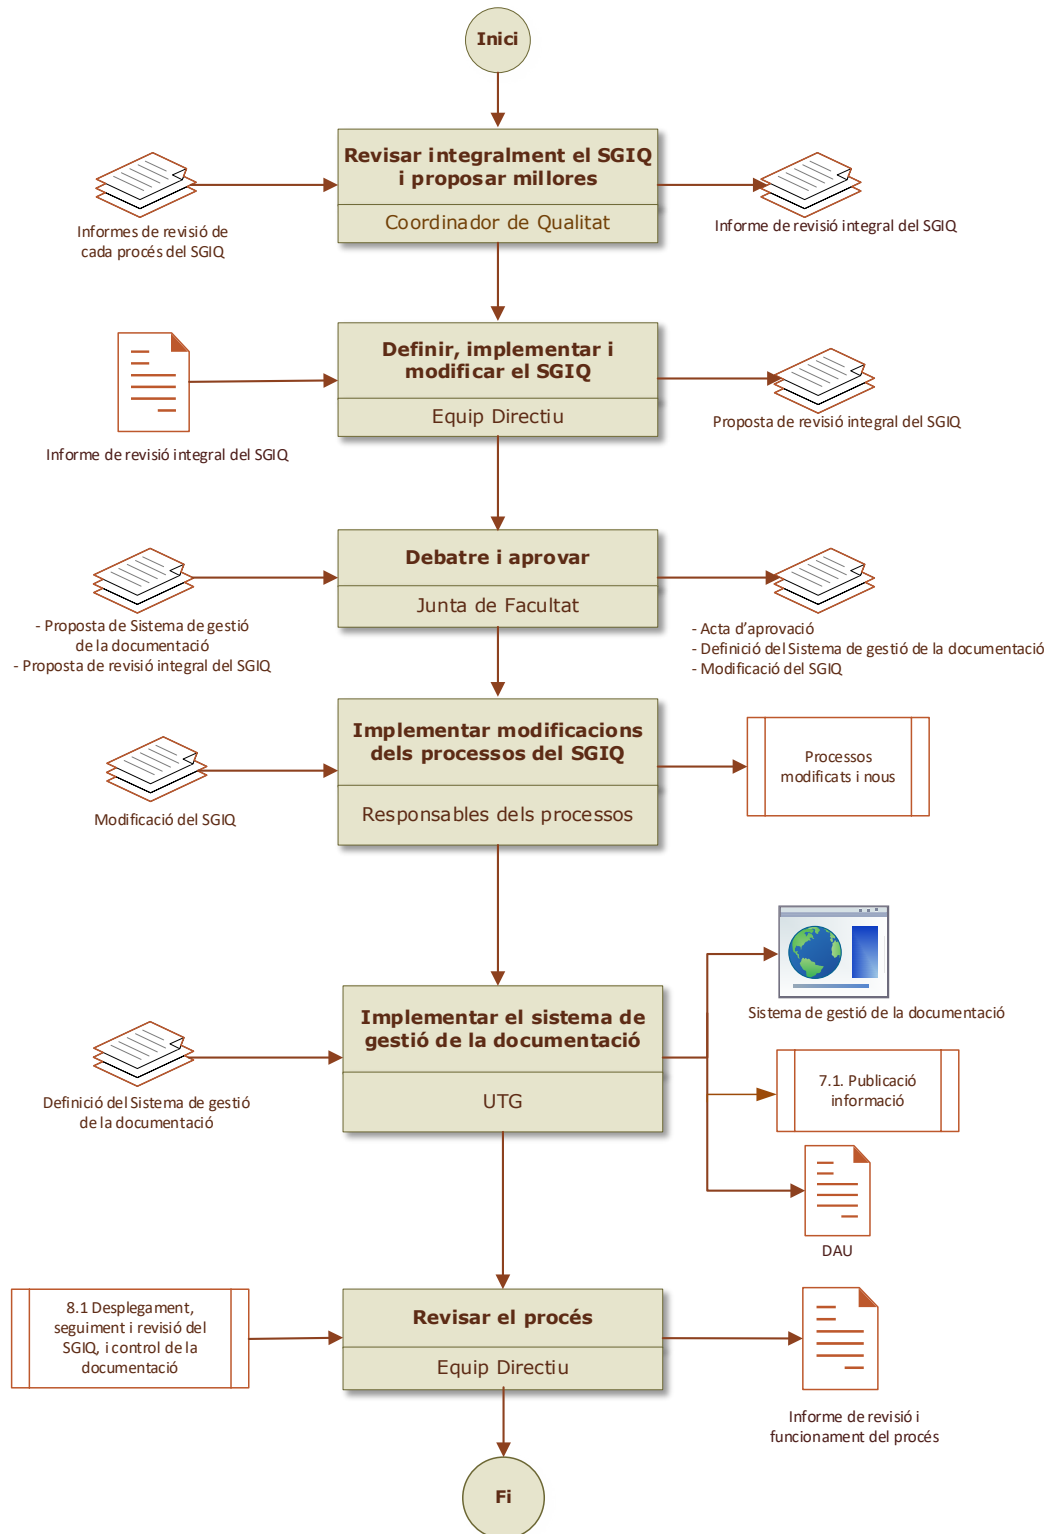 Inici
Revisar integralment el SGIQ
i proposar millores
Coordinador de Qualitat
Informes de revisió de
cada procés del SGIQ
Informe de revisió integral del SGIQ
Definir, implementar i
modificar el SGIQ
Equip Directiu
Informe de revisió integral del SGIQ
Proposta de revisió integral del SGIQ
Debatre i aprovar
Junta de Facultat
- Proposta de Sistema de gestió
de la documentació
- Proposta de revisió integral del SGIQ
- Acta d'aprovació
- Definició del Sistema de gestió de la documentació
- Modificació del SGIQ
Implementar modificacions
dels processos del SGIQ
Responsables dels processos
Modificació del SGIQ
Processos
modificats i nous
Implementar el sistema de
gestió de la documentació
UTG
Definició del Sistema de gestió
de la documentació
Sistema de gestió de la documentació
7.1. Publicació
informació
DAU
8.1 Desplegament,
seguiment i revisió del
SGIQ, i control de la
documentació
Revisar el procés
Equip Directiu
Informe de revisió i
funcionament del procés
Fi